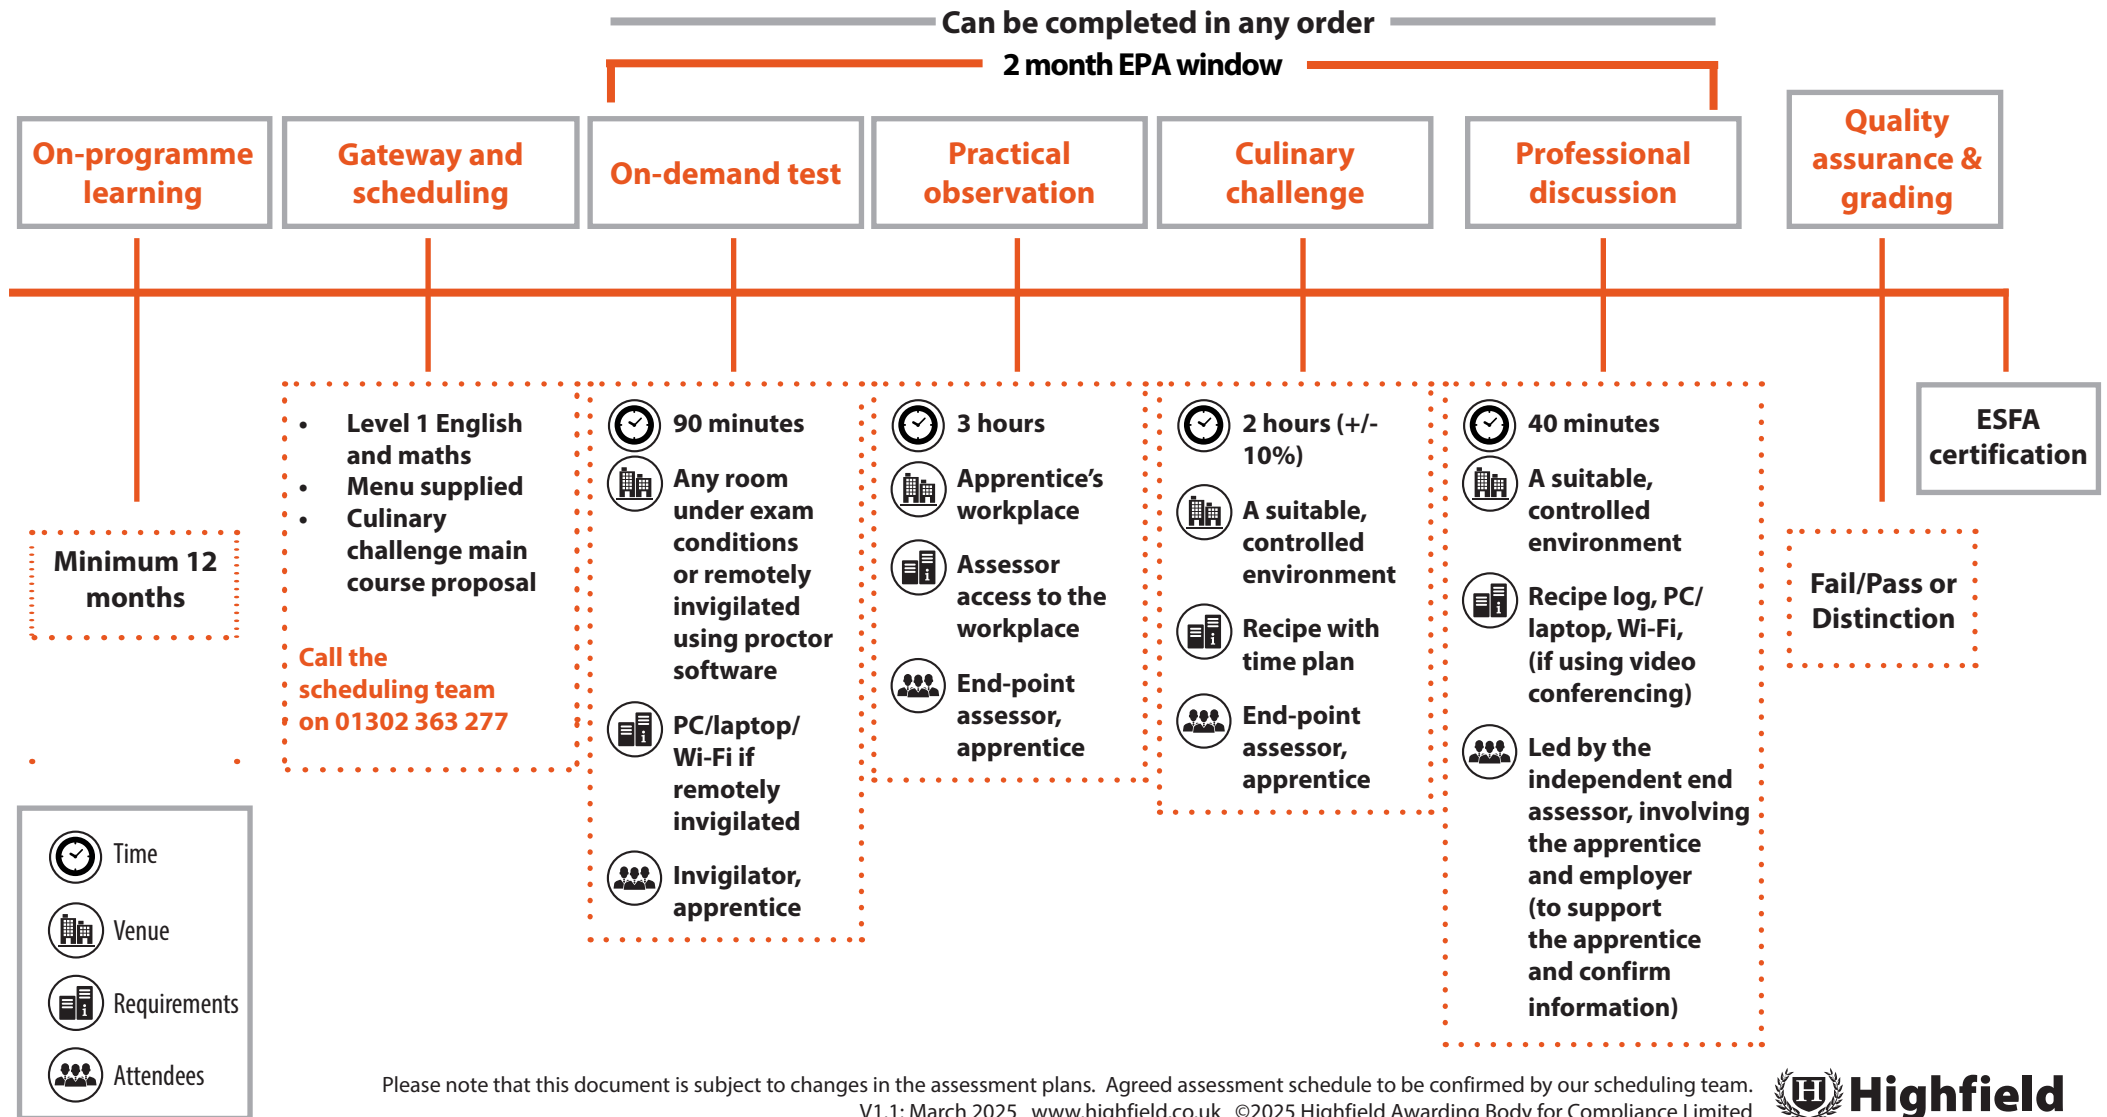 Can be completed in any order
2 month EPA window
On-programme
learning
Gateway and
scheduling
On-demand test
Practical
observation
Culinary
challenge
Professional
discussion
Quality
assurance &
grading
Minimum 12
months
• Level 1 English
and maths
• Menu supplied
• Culinary
challenge main
course proposal
Call the
scheduling team
on 01302 363 277
90 minutes
Any room
under exam
conditions
or remotely
invigilated
using proctor
software
PC/laptop/
Wi-Fi if
remotely
invigilated
Invigilator,
apprentice
3 hours
Apprentice’s
workplace
Assessor
access to the
workplace
End-point
assessor,
apprentice
2 hours (+/-
10%)
A suitable,
controlled
environment
Recipe with
time plan
End-point
assessor,
apprentice
40 minutes
A suitable,
controlled
environment
Recipe log, PC/
laptop, Wi-Fi,
(if using video
conferencing)
Led by the
independent end
assessor, involving
the apprentice
and employer
(to support
the apprentice
and confirm
information)
Fail/Pass or
Distinction
ESFA
certification
Time
Venue
Requirements
Attendees
Please note that this document is subject to changes in the assessment plans. Agreed assessment schedule to be confirmed by our scheduling team.
V1.1: March 2025 www.highfield.co.uk ©2025 Highfield Awarding Body for Compliance Limited
H Highfield